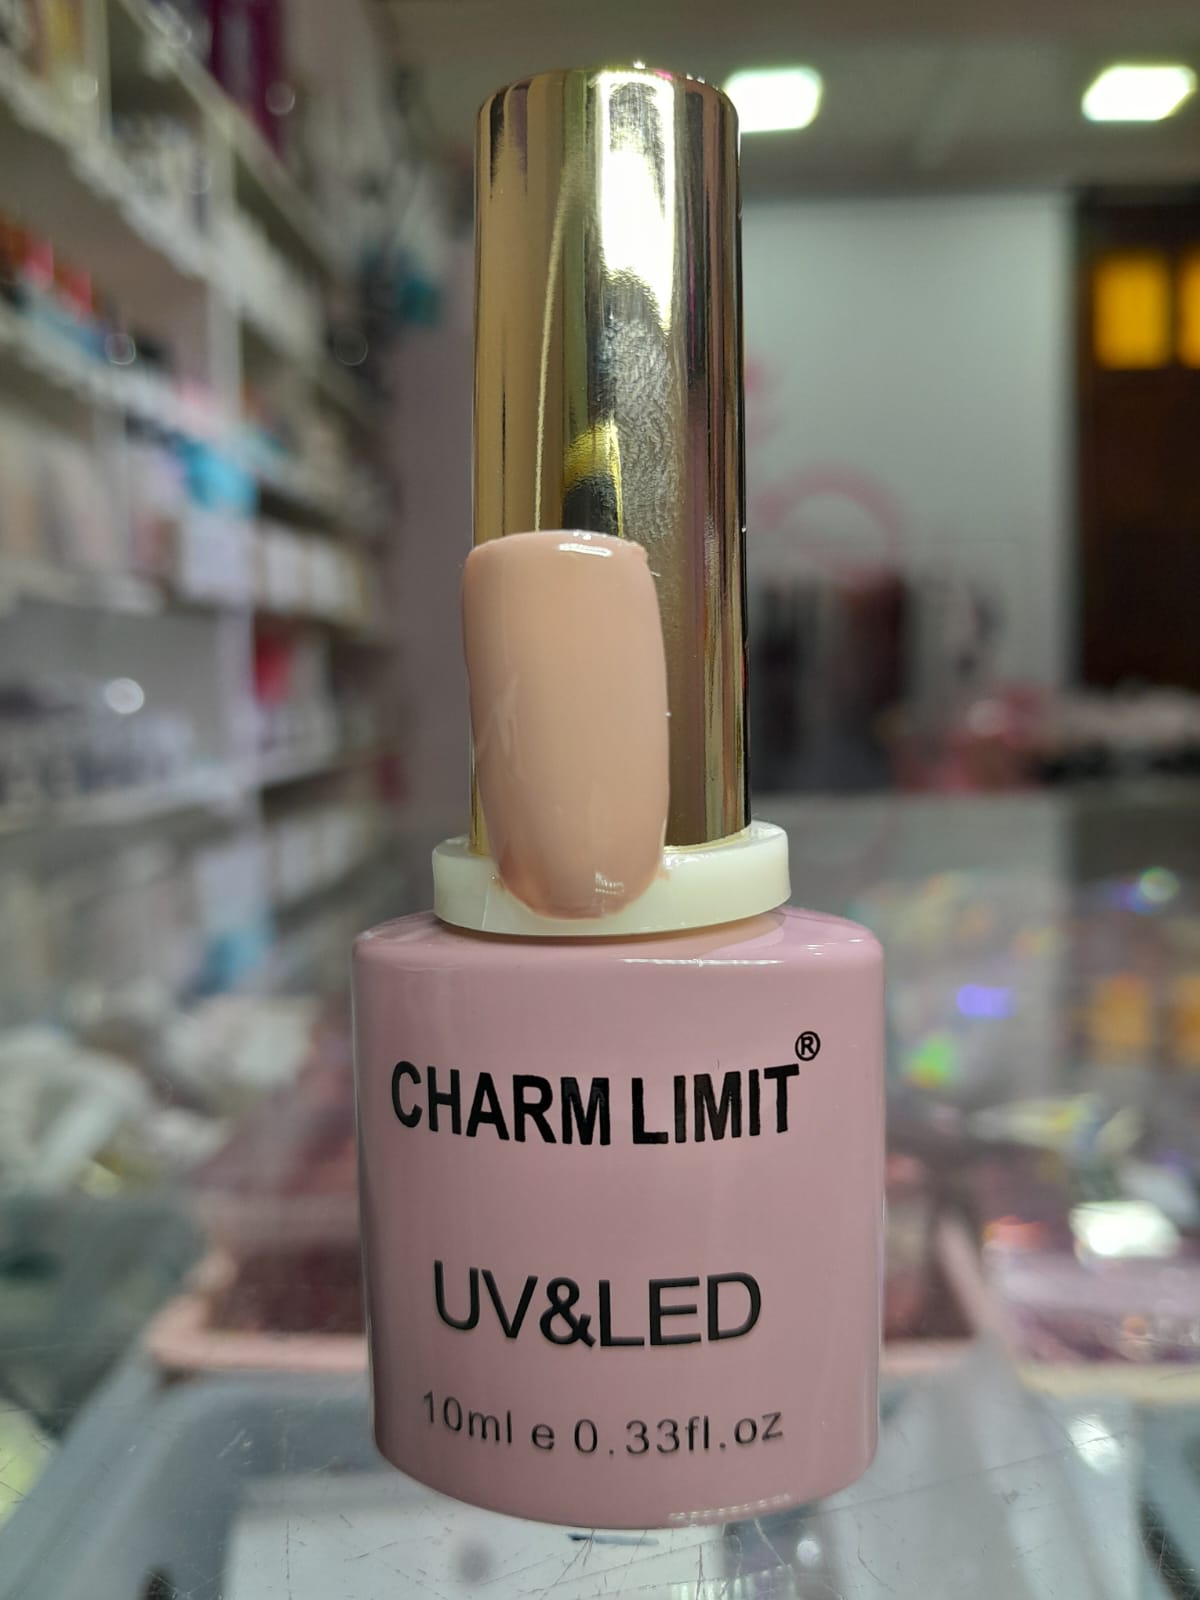 CHARM LIMIT®
UV&LED
10ml e 0.33fl.oz